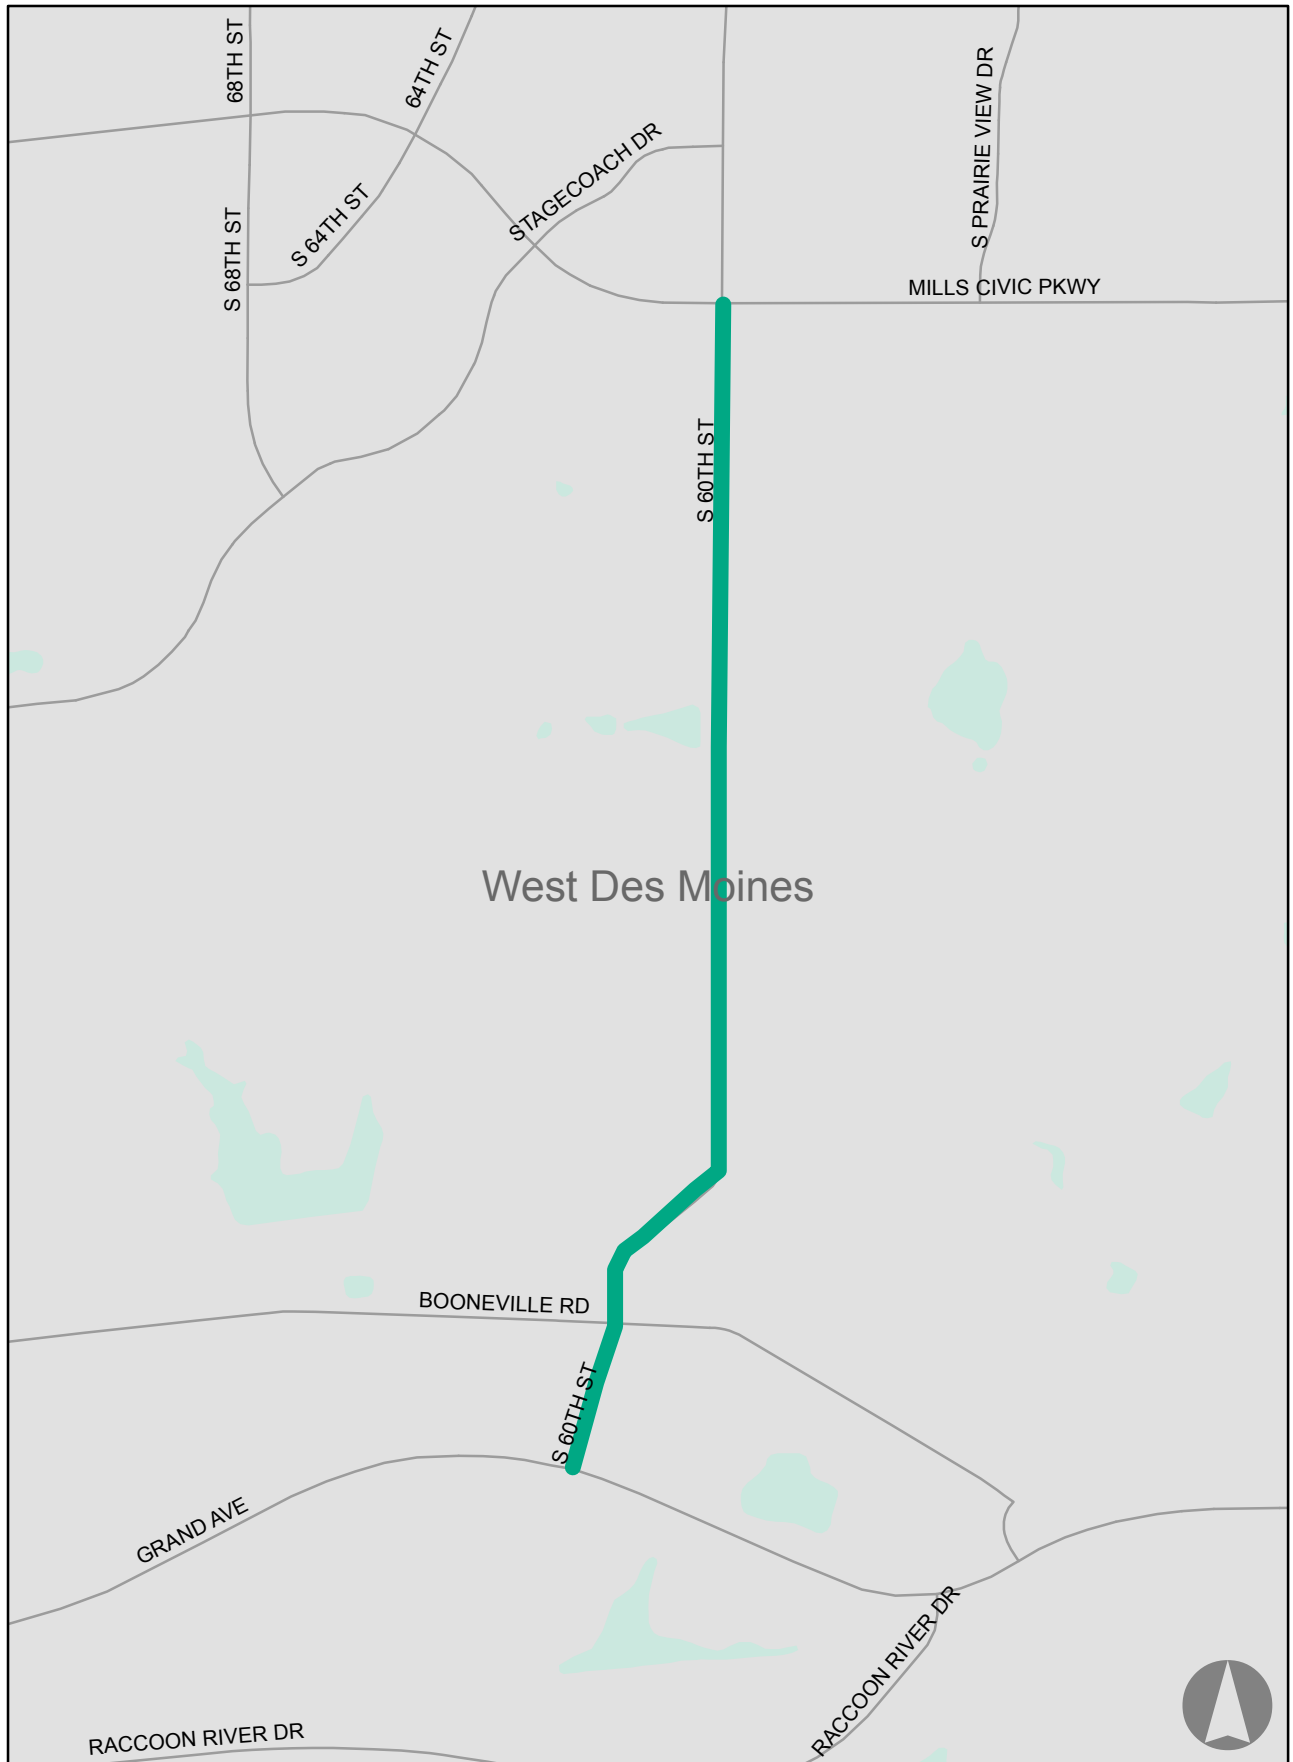 68TH ST
64TH ST
S PRAIRIE VIEW DR
STAGECOACH DR
S 64TH ST
S 68TH ST
MILLS CIVIC PKWY
S 60TH ST
West Des Moines
BOONEVILLE RD
S 60TH ST
GRAND AVE
RACCOON RIVER DR
RACCOON RIVER DR